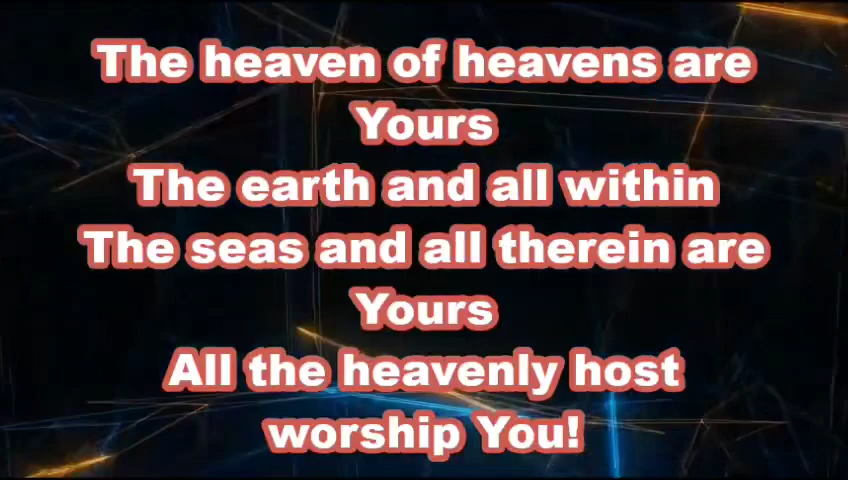 The heaven of heavens are
Yours
The earth and all within
The seas and all therein are
Yours
All the heavenly host
worship You!